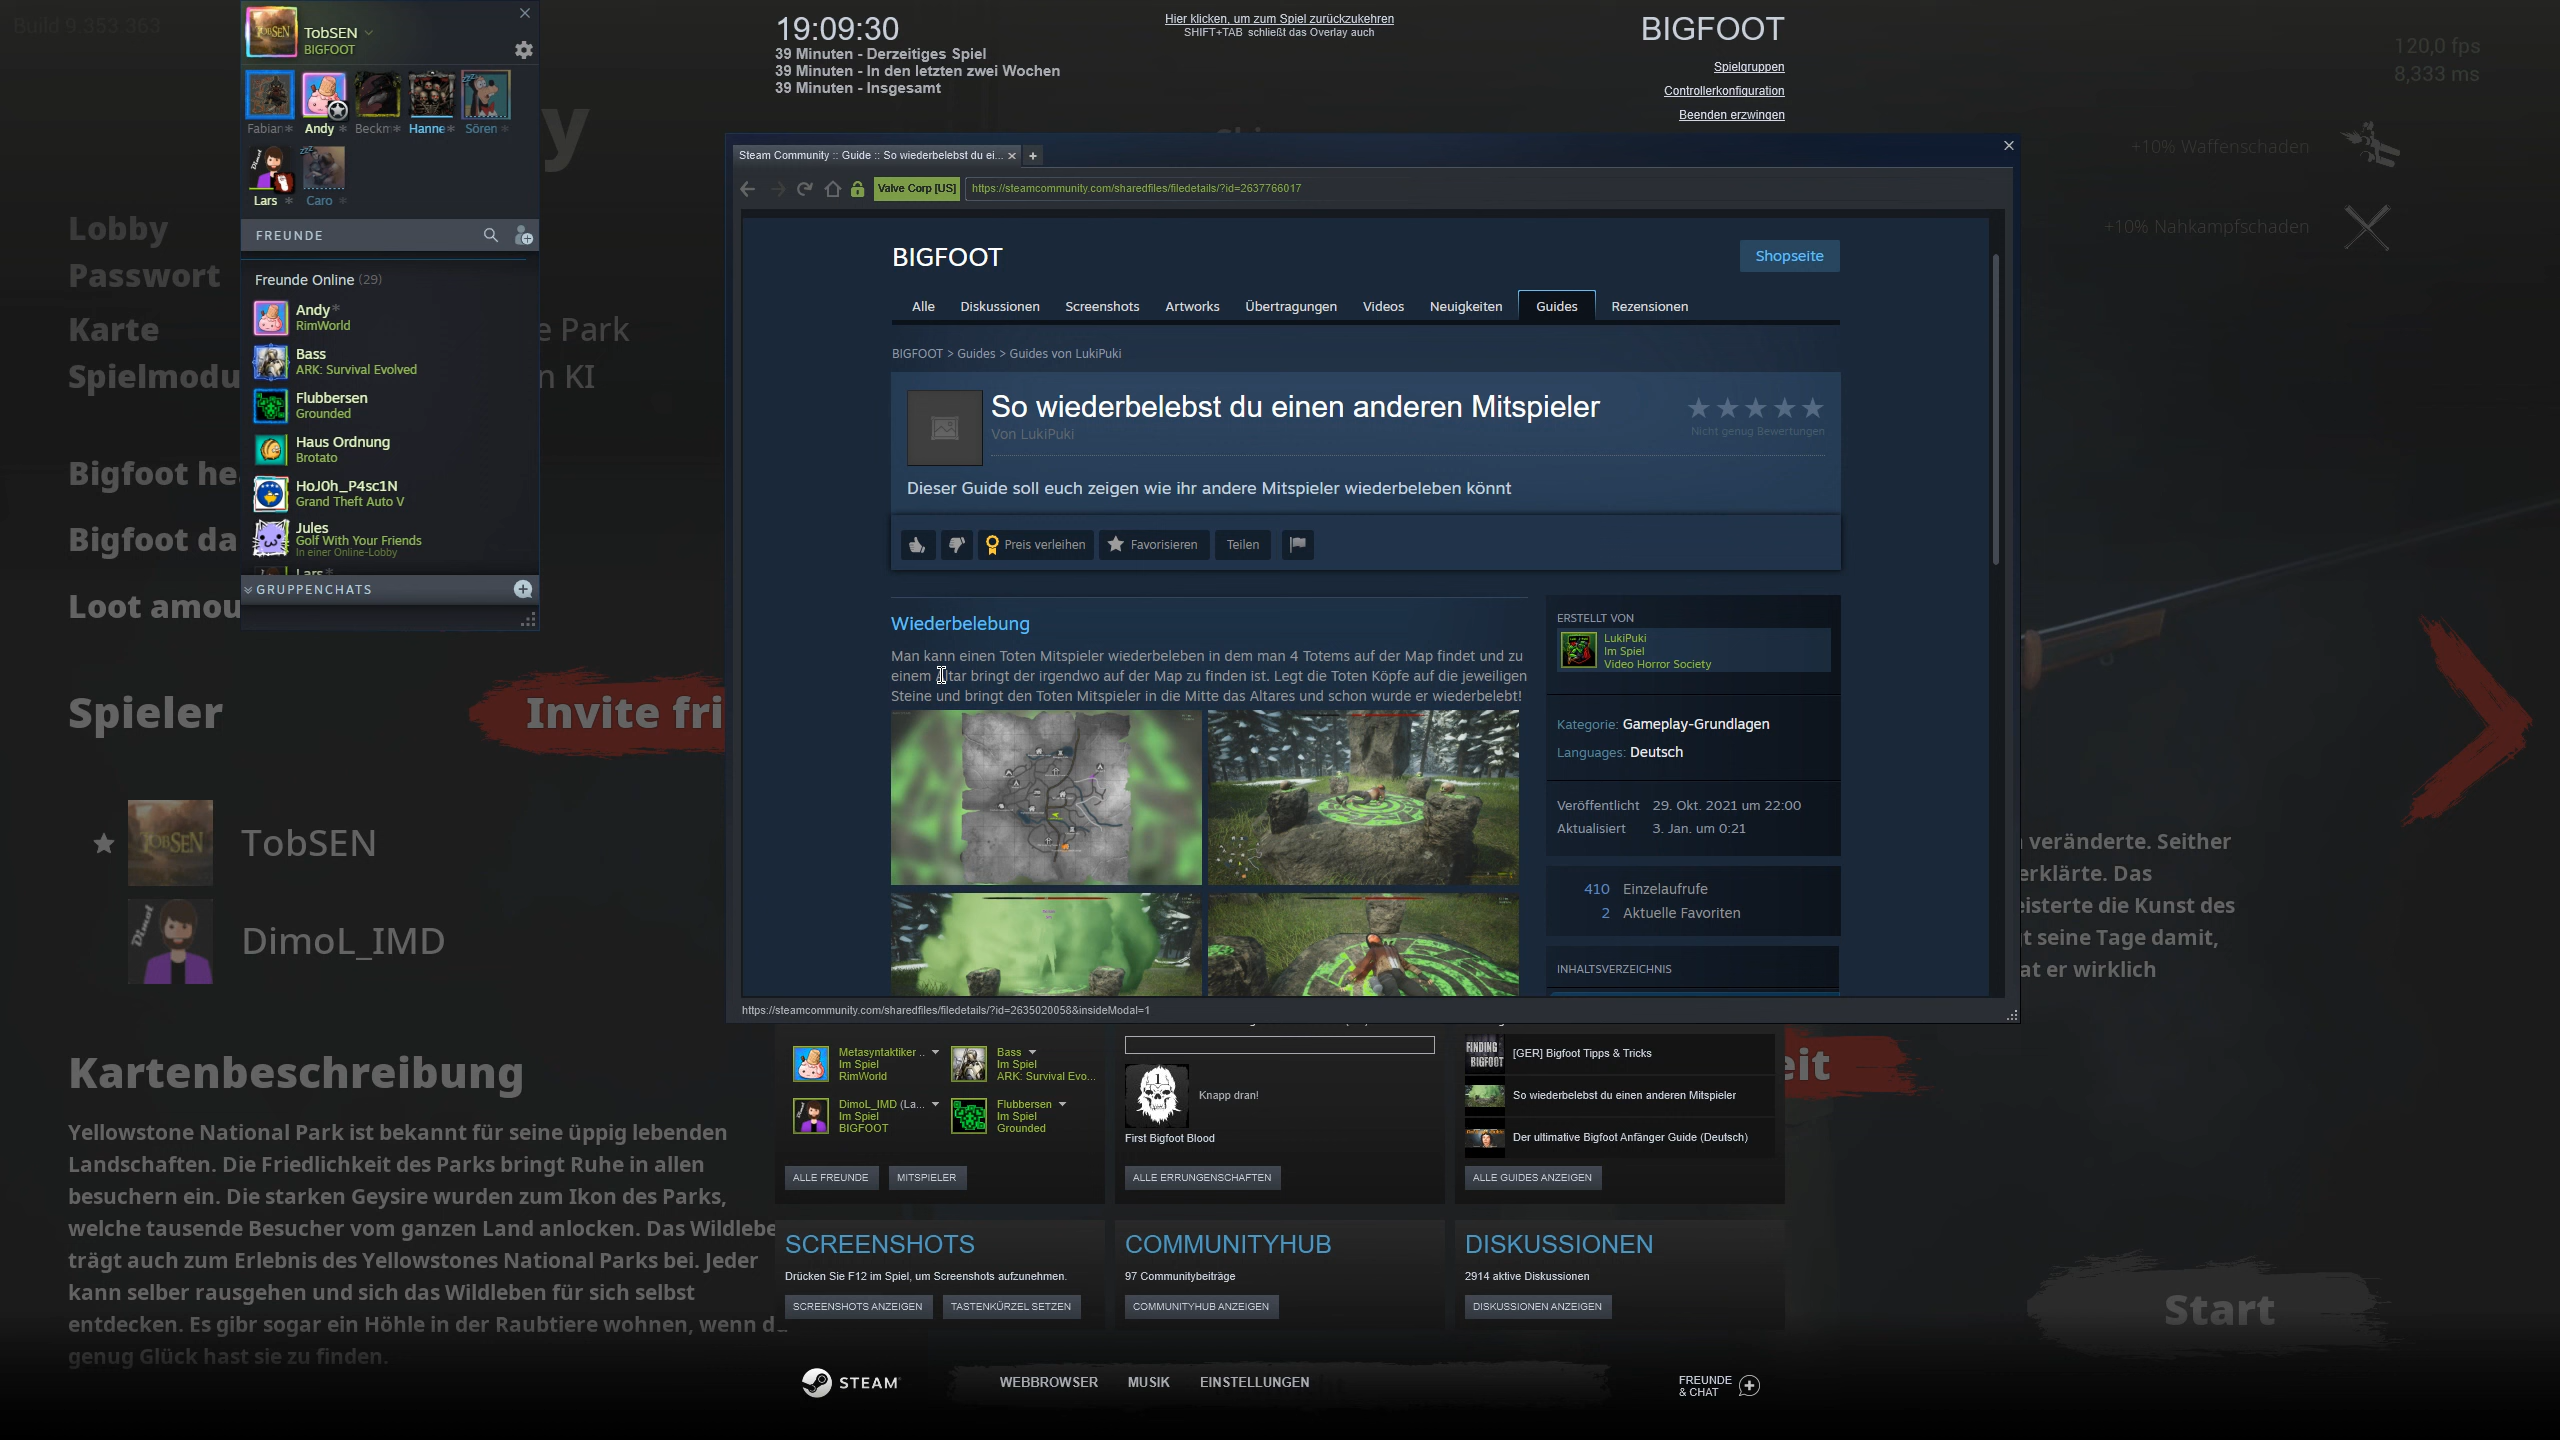 Build 9.353.363
TobSEN
BIGFOOT
Fabian*
Andy *
Beckm*
Hanne*
Sören *
Lars *
Caro *
FREUNDE
Freunde Online (29)
Andy*
RimWorld
Bass
ARK: Survival Evolved
Flubbersen
Grounded
Haus Ordnung
Brotato
HoJ0h_P4sc1N
Grand Theft Auto V
Jules
Golf With Your Friends
In einer Online-Lobby
Lars*
GRUPPENCHATS
19:09:30
39 Minuten - Derzeitiges Spiel
39 Minuten - In den letzten zwei Wochen
39 Minuten - Insgesamt
Hier klicken, um zum Spiel zurückzukehren
SHIFT+TAB schließt das Overlay auch
BIGFOOT
Spielgruppen
Controllerkonfiguration
Beenden erzwingen
120,0 fps
8,333 ms
+10% Waffenschaden
+10% Nahkampfschaden
Lobby
Passwort
Karte
e Park
Spielmodu
n KI
Bigfoot he
Bigfoot da
Loot amou
Spieler
Invite fri
TobSEN
DimoL_IMD
Kartenbeschreibung
Yellowstone National Park ist bekannt für seine üppig lebenden
Landschaften. Die Friedlichkeit des Parks bringt Ruhe in allen
besuchern ein. Die starken Geysire wurden zum Ikon des Parks,
welche tausende Besucher vom ganzen Land anlocken. Das Wildlebe
trägt auch zum Erlebnis des Yellowstones National Parks bei. Jeder
kann selber rausgehen und sich das Wildleben für sich selbst
entdecken. Es gibr sogar ein Höhle in der Raubtiere wohnen, wenn du
genug Glück hast sie zu finden.
Steam Community :: Guide :: So wiederbelebst du ei...
Valve Corp [US]
https://steamcommunity.com/sharedfiles/filedetails/?id=2637766017
BIGFOOT
Shopseite
Alle Diskussionen Screenshots Artworks Übertragungen Videos Neuigkeiten Guides Rezensionen
BIGFOOT > Guides > Guides von LukiPuki
So wiederbelebst du einen anderen Mitspieler
Von LukiPuki
Nicht genug Bewertungen
Dieser Guide soll euch zeigen wie ihr andere Mitspieler wiederbeleben könnt
Preis verleihen
Favorisieren
Teilen
Wiederbelebung
Man kann einen Toten Mitspieler wiederbeleben in dem man 4 Totems auf der Map findet und zu
einem Altar bringt der irgendwo auf der Map zu finden ist. Legt die Toten Köpfe auf die jeweiligen
Steine und bringt den Toten Mitspieler in die Mitte das Altares und schon wurde er wiederbelebt!
ERSTELLT VON
LukiPuki
Im Spiel
Video Horror Society
Kategorie: Gameplay-Grundlagen
Languages: Deutsch
Veröffentlicht 29. Okt. 2021 um 22:00
Aktualisiert 3. Jan. um 0:21
410 Einzelaufrufe
2 Aktuelle Favoriten
INHALTSVERZEICHNIS
https://steamcommunity.com/sharedfiles/filedetails/?id=2635020058&insideModal=1
veränderte. Seither
erklärte. Das
eisterte die Kunst des
t seine Tage damit,
at er wirklich
eit
Metasyntaktiker ..
Im Spiel
RimWorld
Bass
Im Spiel
ARK: Survival Evo...
DimoL_IMD (La...
Im Spiel
BIGFOOT
Flubbersen
Im Spiel
Grounded
ALLE FREUNDE
MITSPIELER
Knapp dran!
First Bigfoot Blood
ALLE ERRUNGENSCHAFTEN
FINDING BIGFOOT
[GER] Bigfoot Tipps & Tricks
So wiederbelebst du einen anderen Mitspieler
Der ultimative Bigfoot Anfänger Guide (Deutsch)
ALLE GUIDES ANZEIGEN
SCREENSHOTS
Drücken Sie F12 im Spiel, um Screenshots aufzunehmen.
SCREENSHOTS ANZEIGEN
TASTENKÜRZEL SETZEN
COMMUNITYHUB
97 Communitybeiträge
COMMUNITYHUB ANZEIGEN
DISKUSSIONEN
2914 aktive Diskussionen
DISKUSSIONEN ANZEIGEN
Start
STEAM
WEBBROWSER
MUSIK
EINSTELLUNGEN
FREUNDE
& CHAT